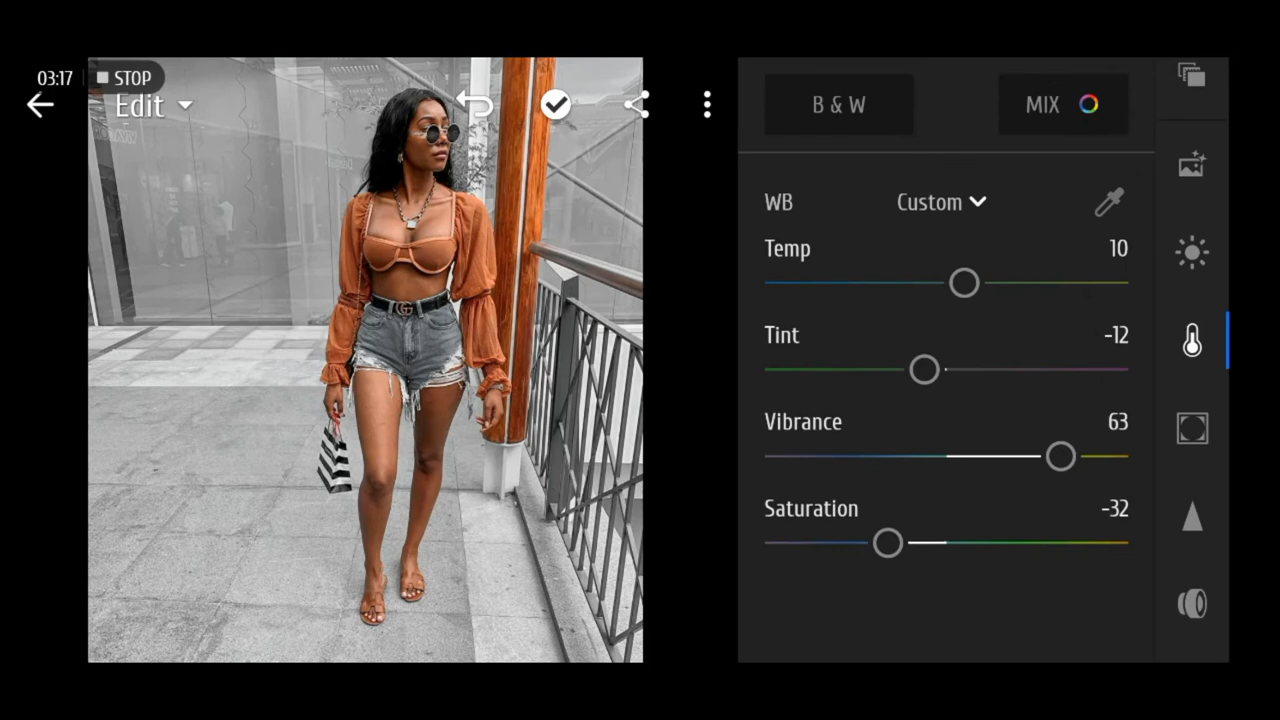 03:17
STOP
Edit
B & W
MIX
WB
Custom
Temp
10
Tint
-12
Vibrance
63
Saturation
-32